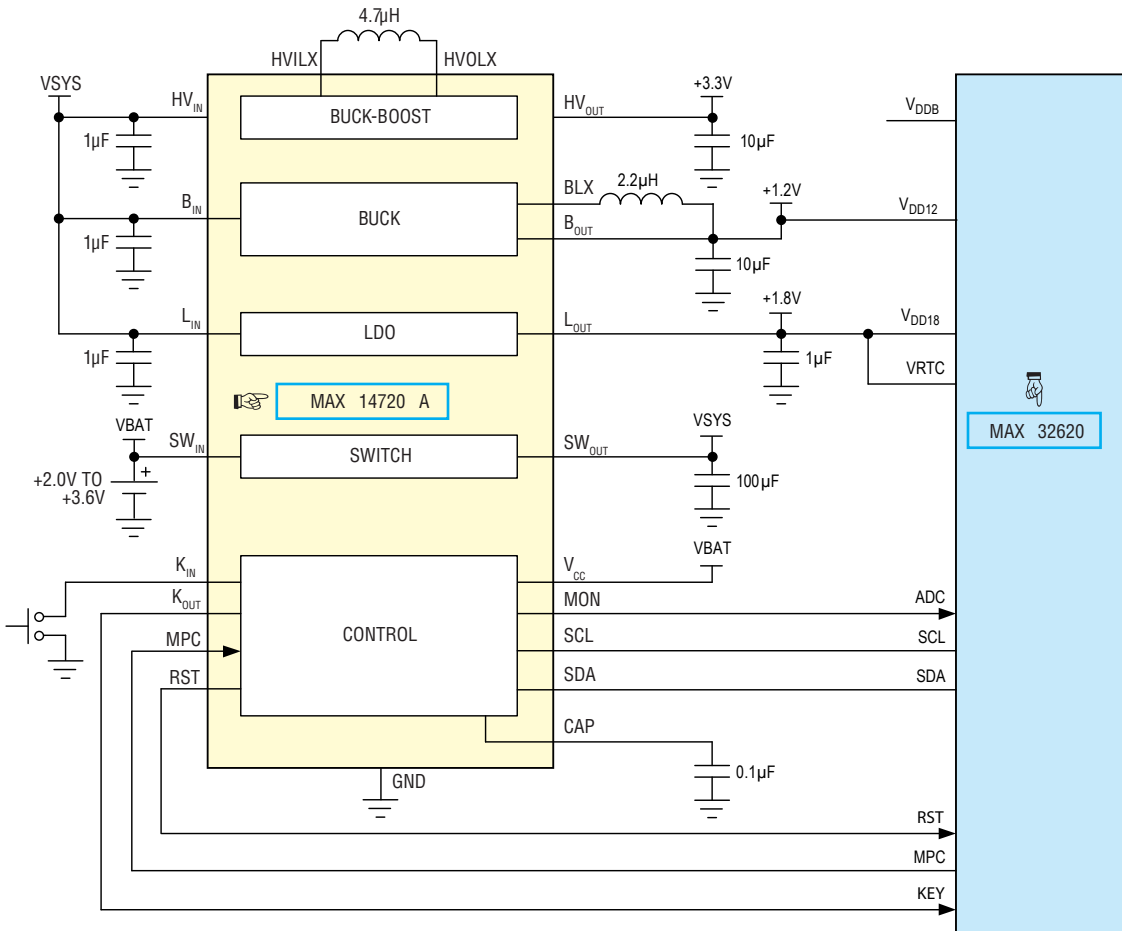 4.7µH
HVILX HVOLX
VSYS
HVIN
BUCK-BOOST
HVOUT
+3.3V
VDDB
1µF
10µF
BLX
2.2µH
+1.2V
VDD12
BIN
BUCK
BOUT
1µF
10µF
+1.8V
LIN
LDO
LOUT
VDD18
1µF
1µF
VRTC
MAX 14720 A
MAX 32620
VBAT
SWIN
SWITCH
SWOUT
VSYS
+2.0V TO
+3.6V
+
100µF
VBAT
KIN
VCC
KOUT
MON
ADC
MPC
CONTROL
SCL
SCL
RST
SDA
SDA
CAP
GND
0.1µF
RST
MPC
KEY